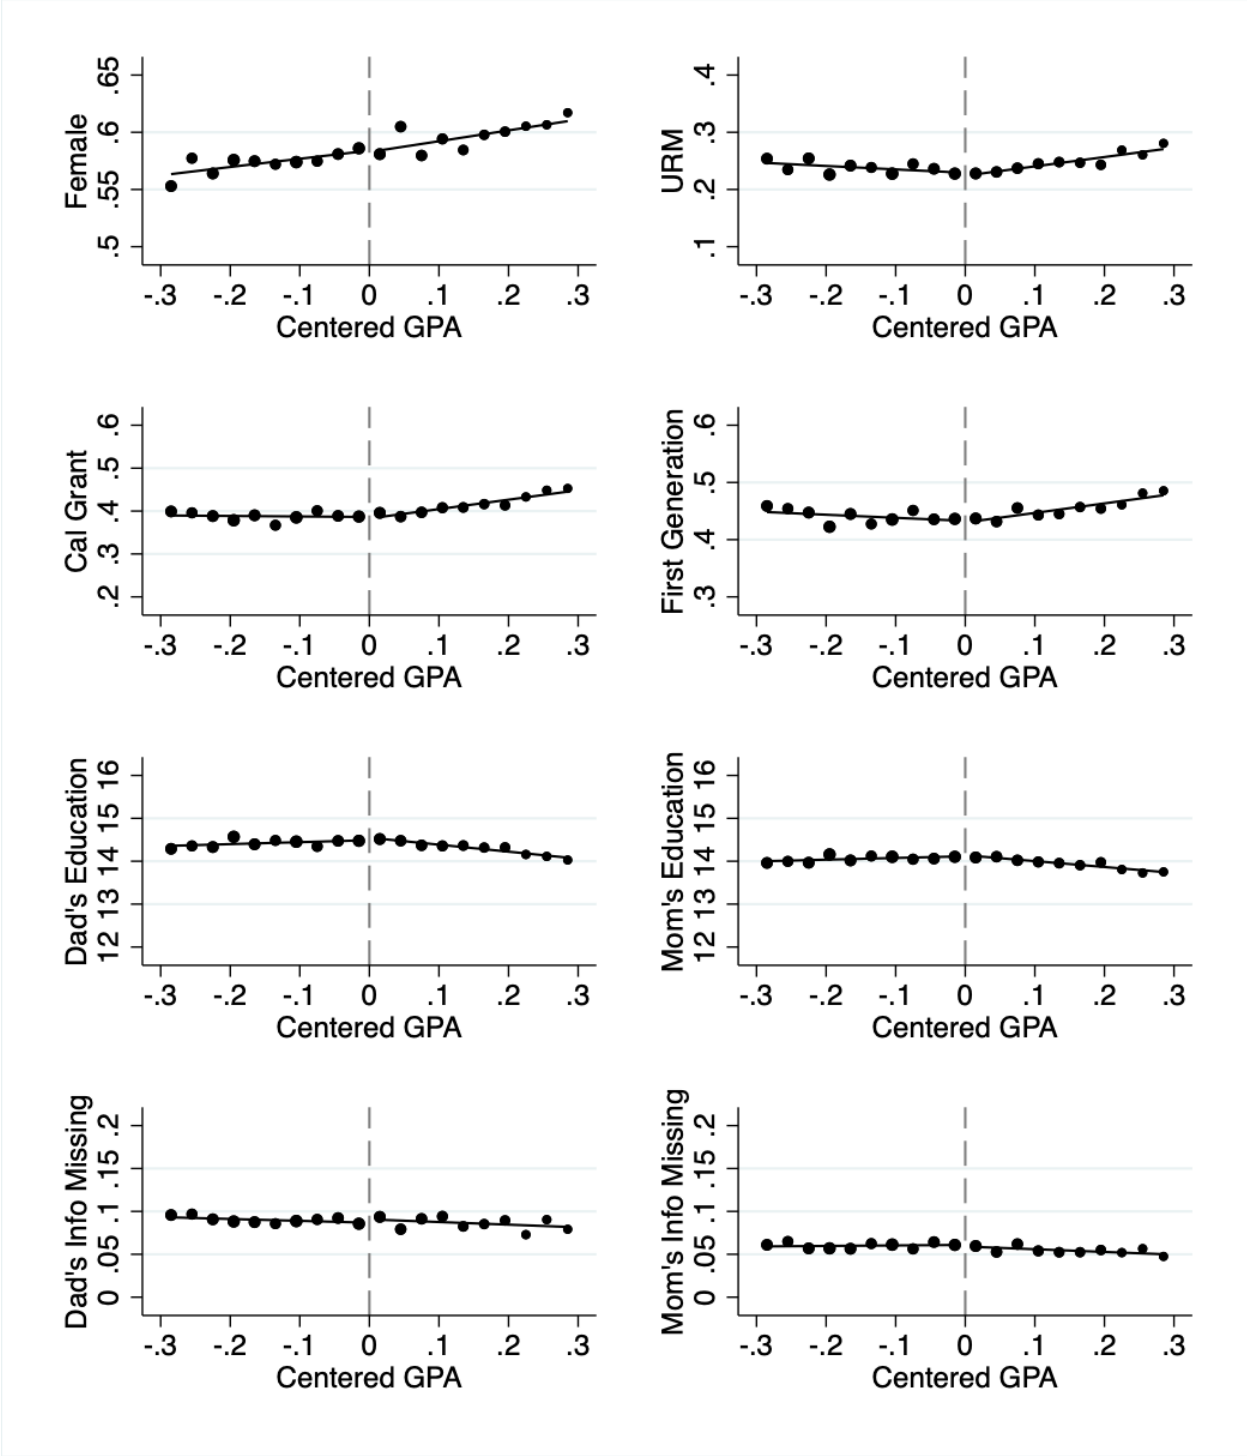 Female
.65
.6
.55
.5
-.3 -.2 -.1 0 .1 .2 .3
Centered GPA
URM
.4
.3
.2
.1
-.3 -.2 -.1 0 .1 .2 .3
Centered GPA
Cal Grant
.6
.5
.4
.3
.2
-.3 -.2 -.1 0 .1 .2 .3
Centered GPA
First Generation
.6
.5
.4
.3
-.3 -.2 -.1 0 .1 .2 .3
Centered GPA
Dad's Education
16
15
14
13
12
-.3 -.2 -.1 0 .1 .2 .3
Centered GPA
Mom's Education
16
15
14
13
12
-.3 -.2 -.1 0 .1 .2 .3
Centered GPA
Dad's Info Missing
.2
.15
.1
.05
0
-.3 -.2 -.1 0 .1 .2 .3
Centered GPA
Mom's Info Missing
.2
.15
.1
.05
0
-.3 -.2 -.1 0 .1 .2 .3
Centered GPA